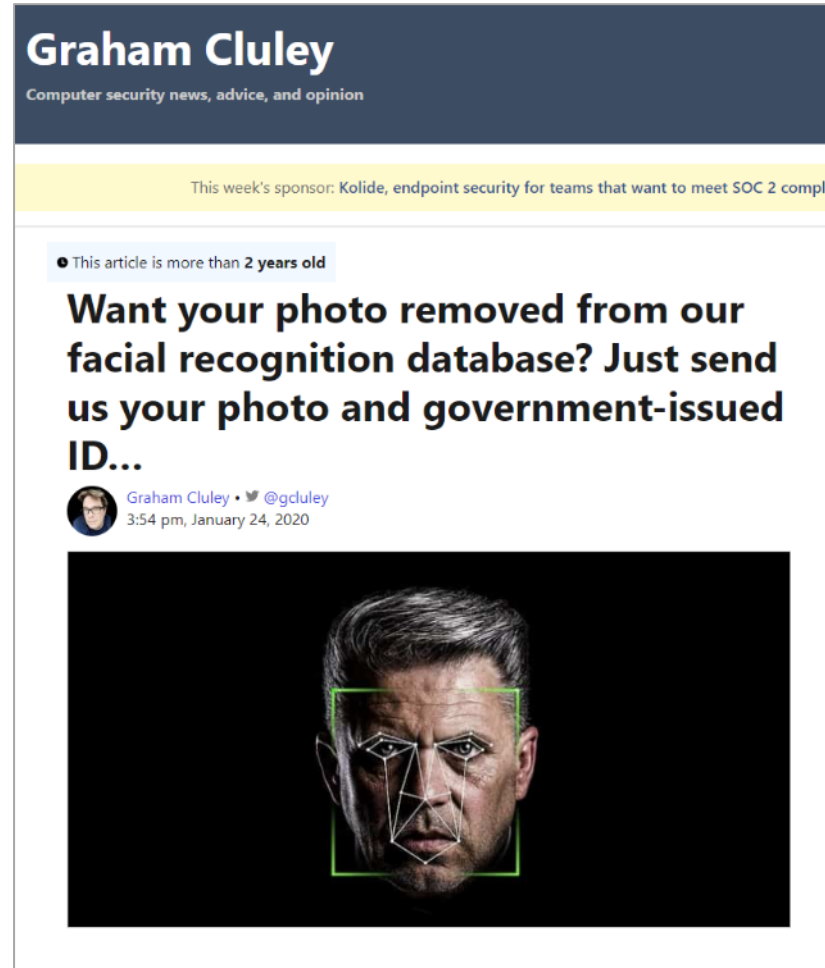 Graham Cluley
Computer security news, advice, and opinion
This week's sponsor: Kolide, endpoint security for teams that want to meet SOC 2 compl
This article is more than 2 years old
Want your photo removed from our
facial recognition database? Just send
us your photo and government-issued
ID...
Graham Cluley • @gcluley
3:54 pm, January 24, 2020